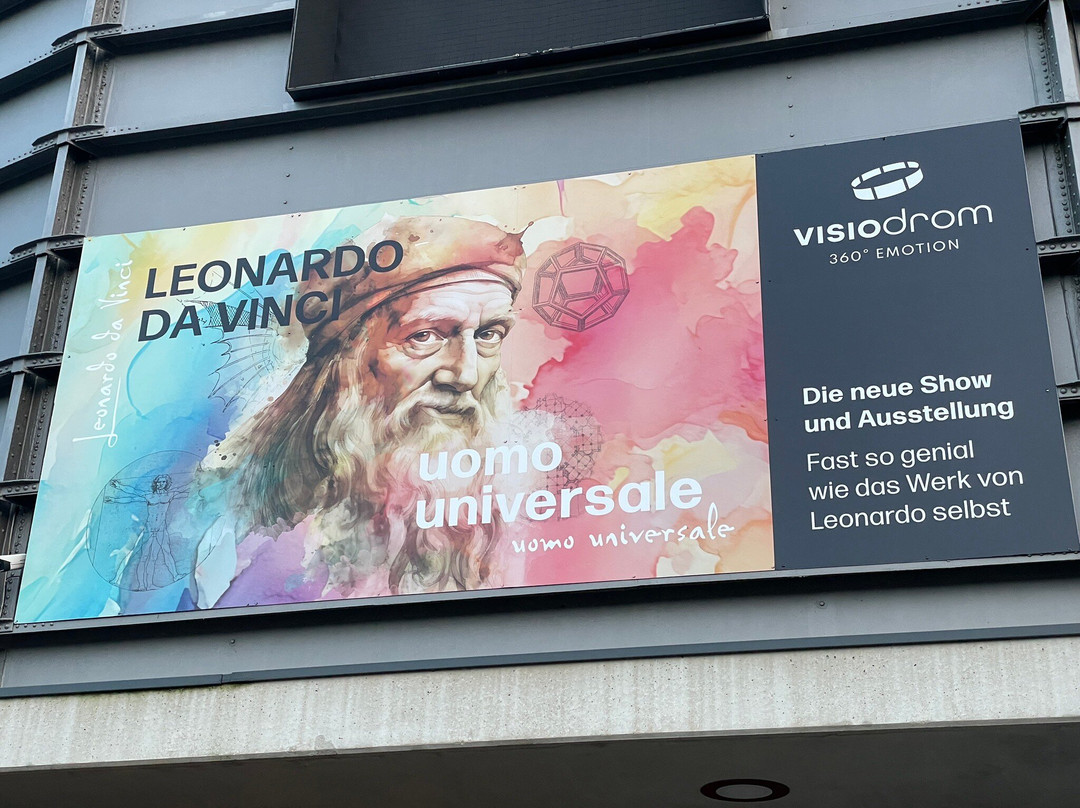 LEONARDO
DA VINCI
Leonardo da Vinci
uomo
universale
uomo universale
VISIOdrom
360° EMOTION
Die neue Show
und Ausstellung
Fast so genial
wie das Werk von
Leonardo selbst